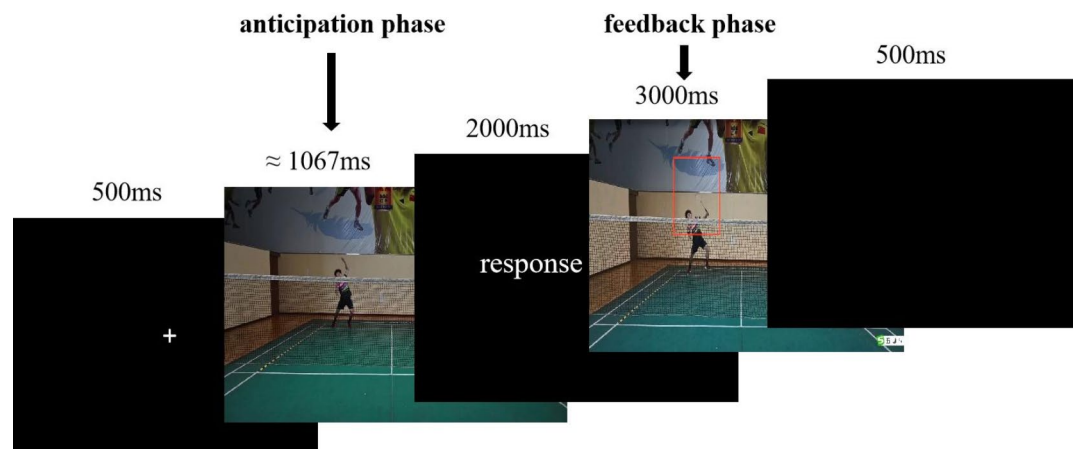 anticipation phase
feedback phase
500ms
≈ 1067ms
2000ms
3000ms
500ms
+
response